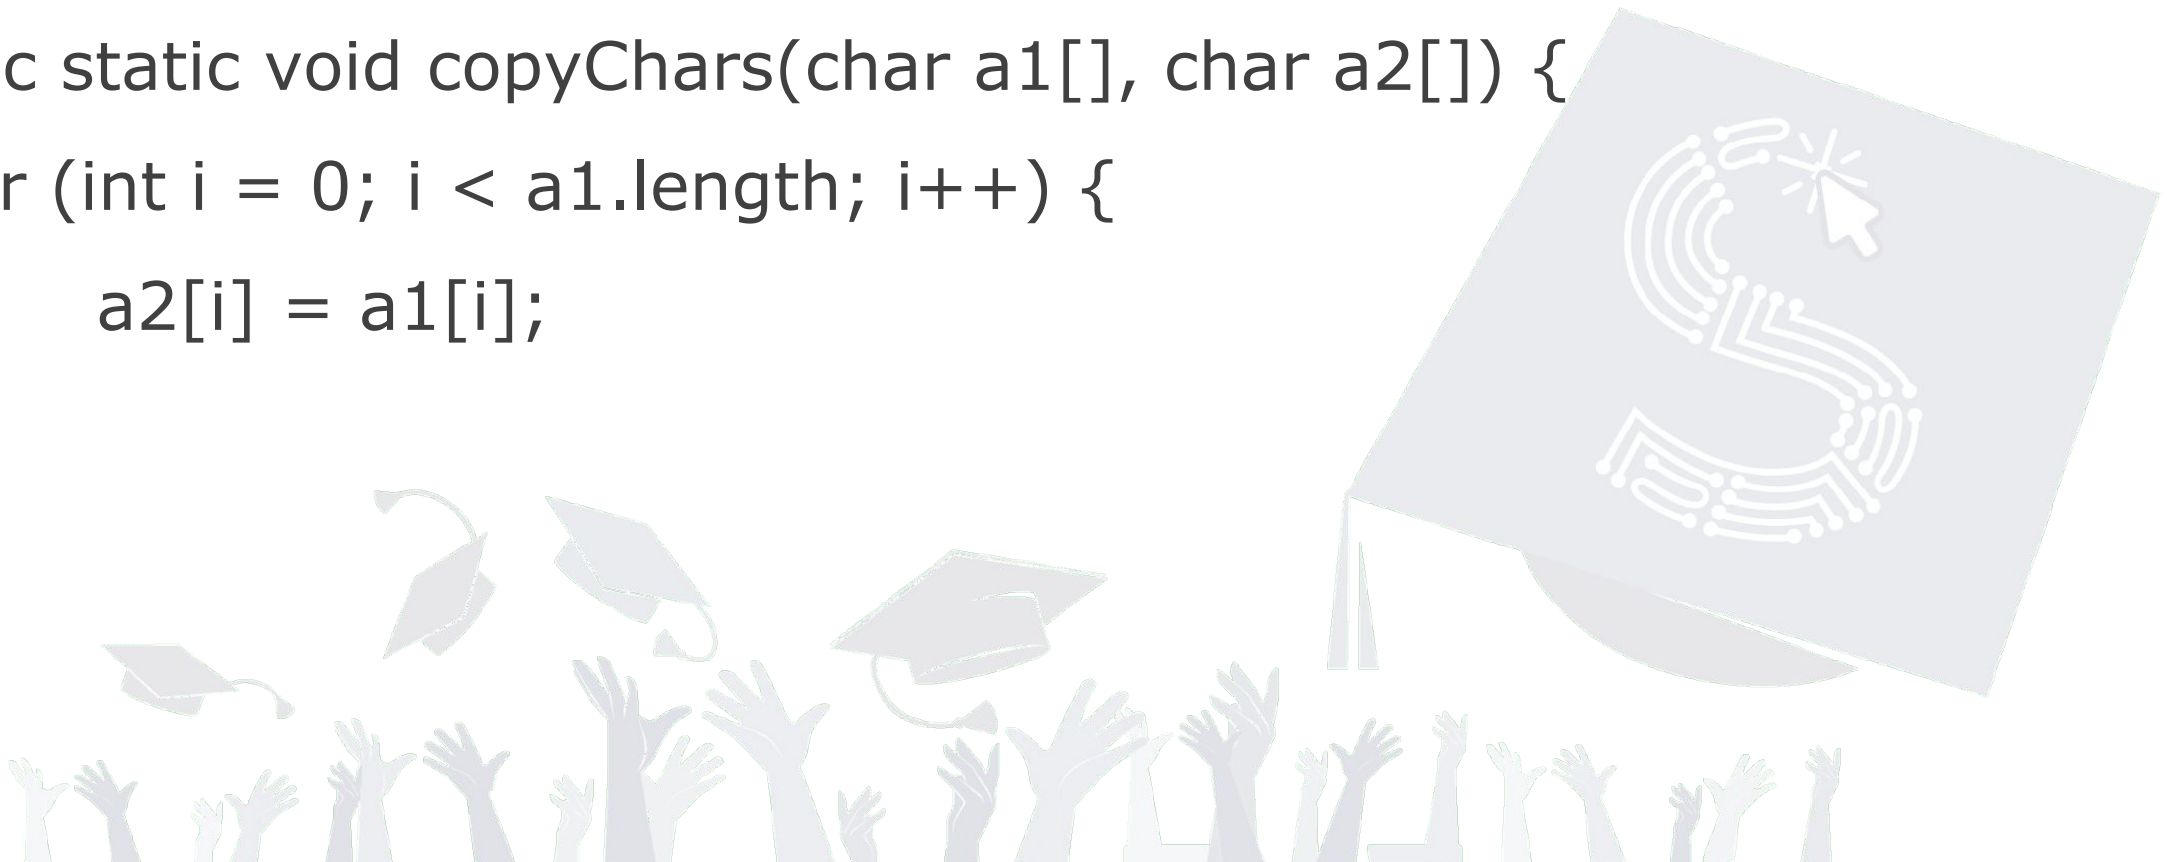 c static void copyChars(char a1[], char a2[]) {
r (int i = 0; i < a1.length; i++) {
a2[i] = a1[i];